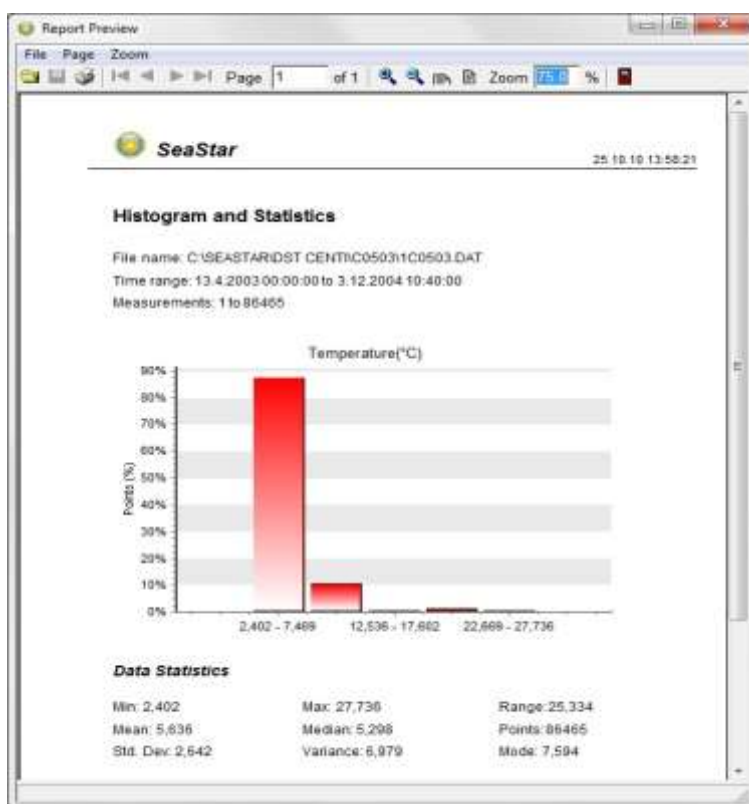 Report Preview
File Page Zoom
Page 1 of 1 Zoom 75.0 %
SeaStar
25.10.10 13:58:21
Histogram and Statistics
File name: C:\SEASTAR\DST CENTI\C0503\1C0503.DAT
Time range: 13.4.2003 00:00:00 to 3.12.2004 10:40:00
Measurements: 1 to 86465
Temperature(°C)
90%
80%
70%
60%
50%
40%
30%
20%
10%
0%
Points (%)
2,402 - 7,469 12,536 - 17,602 22,669 - 27,736
Data Statistics
Min: 2,402 Max: 27,736 Range: 25,334
Mean: 5,636 Median: 5,298 Points: 86465
Std. Dev: 2,642 Variance: 6,979 Mode: 7,594